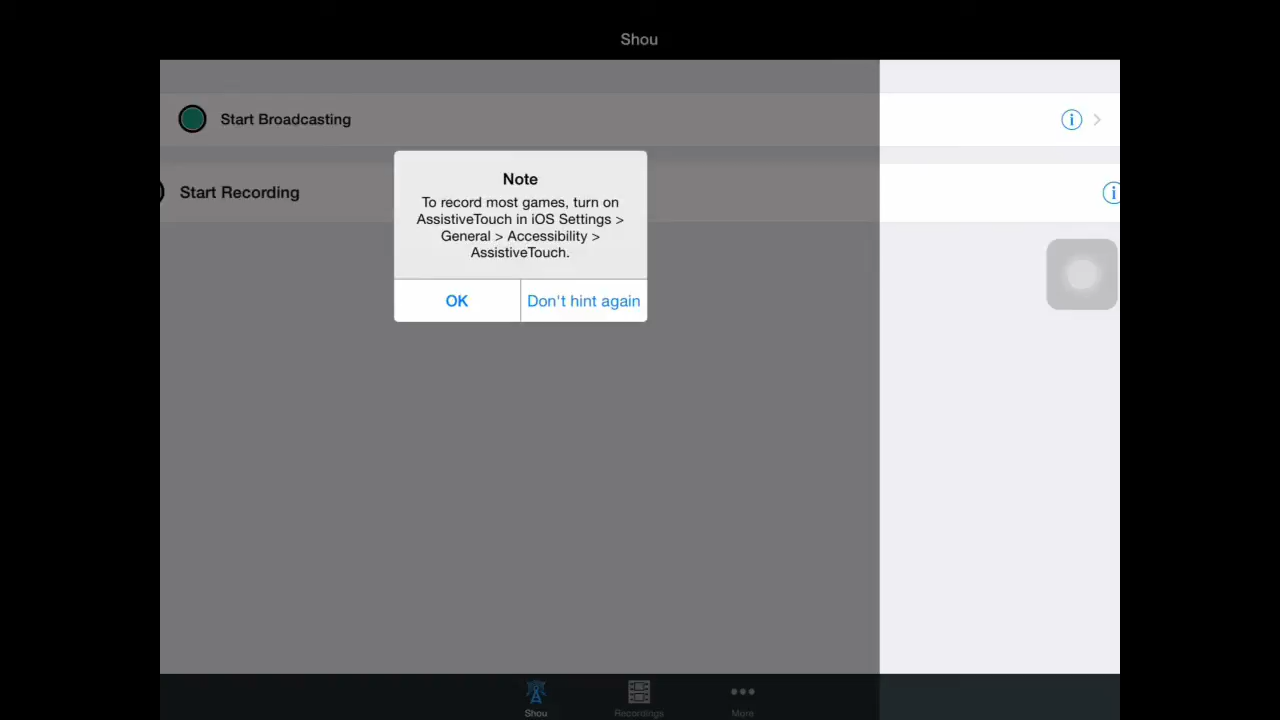 Shou
Start Broadcasting
Start Recording
Note
To record most games, turn on
AssistiveTouch in iOS Settings >
General > Accessibility >
AssistiveTouch.
OK
Don't hint again
Shou
Recordings
More